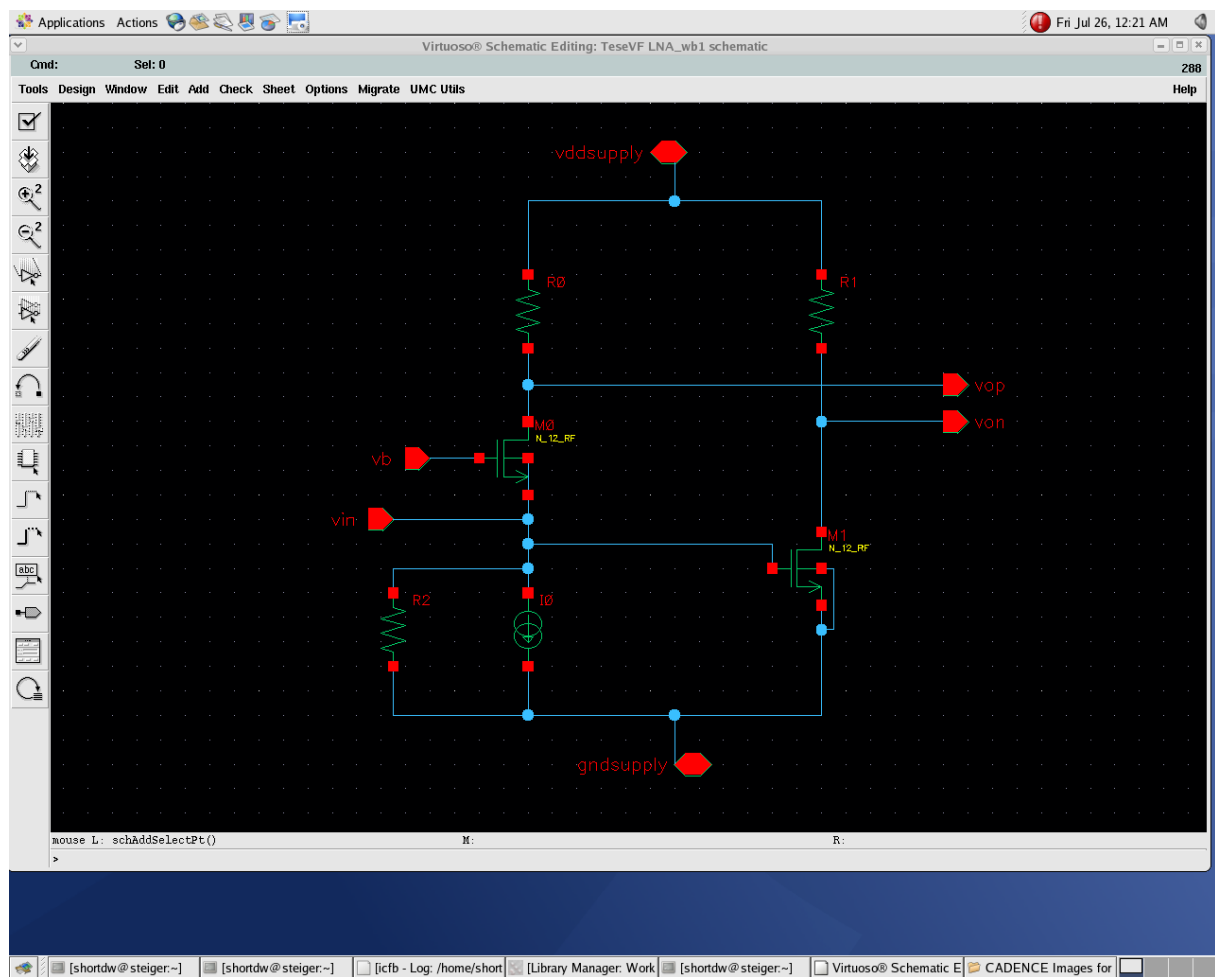 Applications Actions Fri Jul 26, 12:21 AM
Virtuoso® Schematic Editing: TeseVF LNA_wb1 schematic
Cmd: Sel: 0 288
Tools Design Window Edit Add Check Sheet Options Migrate UMC Utils Help
vddsupply
R0 R1
vop
M0 von
N_12_RF
vb
vin
M1
N_12_RF
R2 I0
gndsupply
2
2
abc
mouse L: schAddSelectPt() M: R:
>
[shortdw@steiger:~] [shortdw@steiger:~] [icfb - Log: /home/short [Library Manager: Work [shortdw@steiger:~] Virtuoso® Schematic E CADENCE Images for